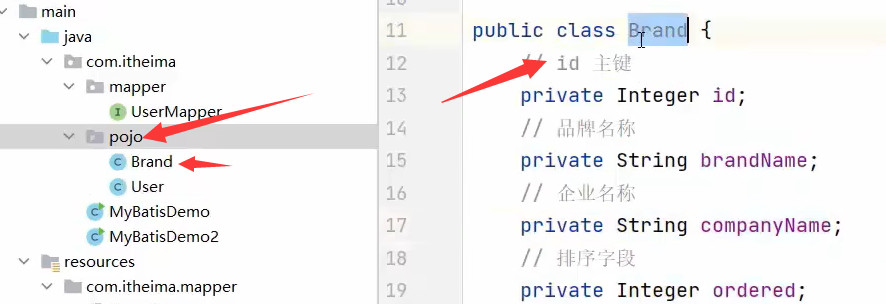 main
java
com.itheima
mapper
UserMapper
pojo
Brand
User
MyBatisDemo
MyBatisDemo2
resources
com.itheima.mapper
11 public class Brand {
12 // id 主键
13 private Integer id;
14 // 品牌名称
15 private String brandName;
16 // 企业名称
17 private String companyName;
18 // 排序字段
19 private Integer ordered;